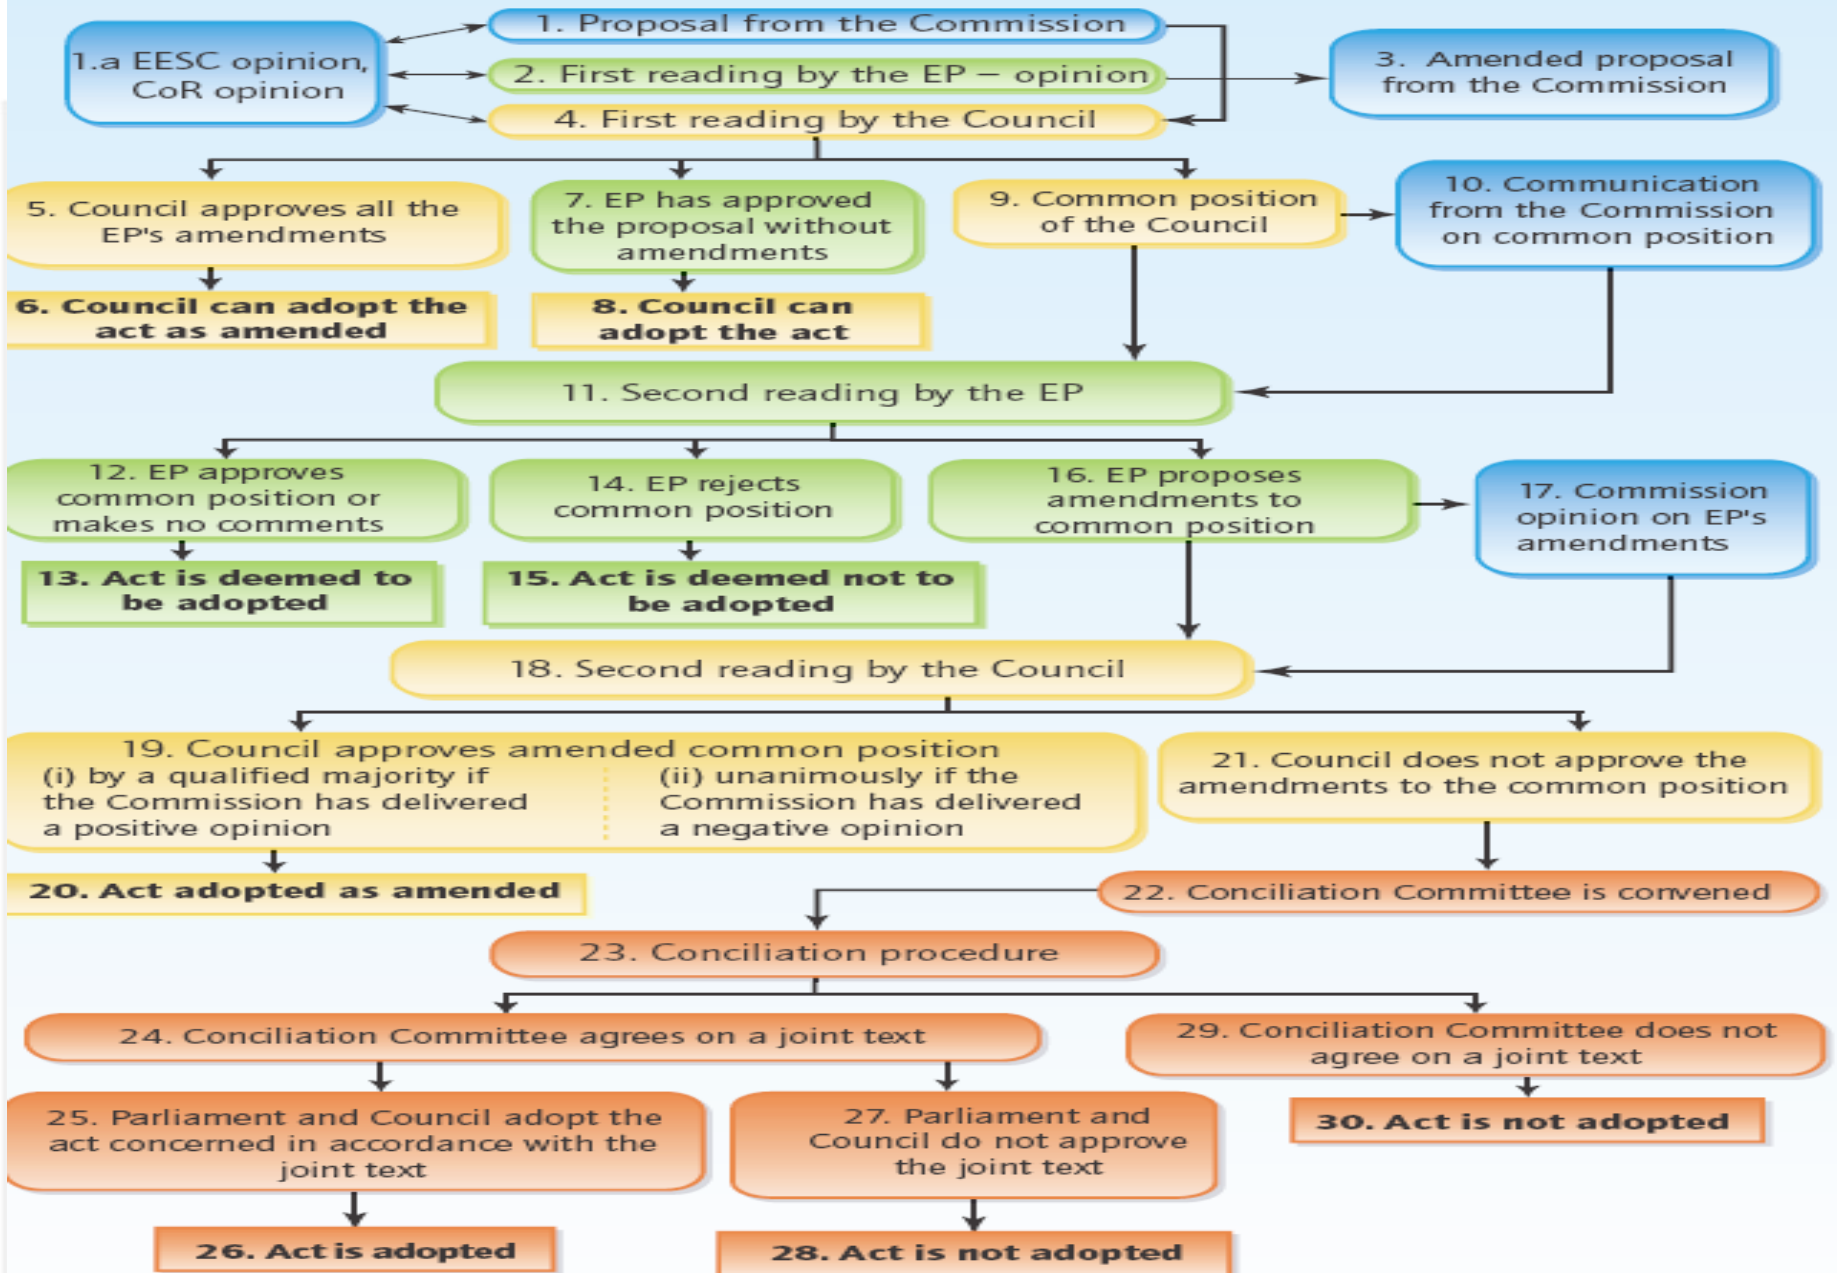 1. Proposal from the Commission
1.a EESC opinion,
CoR opinion
2. First reading by the EP – opinion
3. Amended proposal
from the Commission
4. First reading by the Council
5. Council approves all the
EP's amendments
6. Council can adopt the
act as amended
7. EP has approved
the proposal without
amendments
8. Council can
adopt the act
9. Common position
of the Council
10. Communication
from the Commission
on common position
11. Second reading by the EP
12. EP approves
common position or
makes no comments
13. Act is deemed to
be adopted
14. EP rejects
common position
15. Act is deemed not to
be adopted
16. EP proposes
amendments to
common position
17. Commission
opinion on EP's
amendments
18. Second reading by the Council
19. Council approves amended common position
(i) by a qualified majority if
the Commission has delivered
a positive opinion
(ii) unanimously if the
Commission has delivered
a negative opinion
20. Act adopted as amended
21. Council does not approve the
amendments to the common position
22. Conciliation Committee is convened
23. Conciliation procedure
24. Conciliation Committee agrees on a joint text
25. Parliament and Council adopt the
act concerned in accordance with the
joint text
26. Act is adopted
27. Parliament and
Council do not approve
the joint text
28. Act is not adopted
29. Conciliation Committee does not
agree on a joint text
30. Act is not adopted